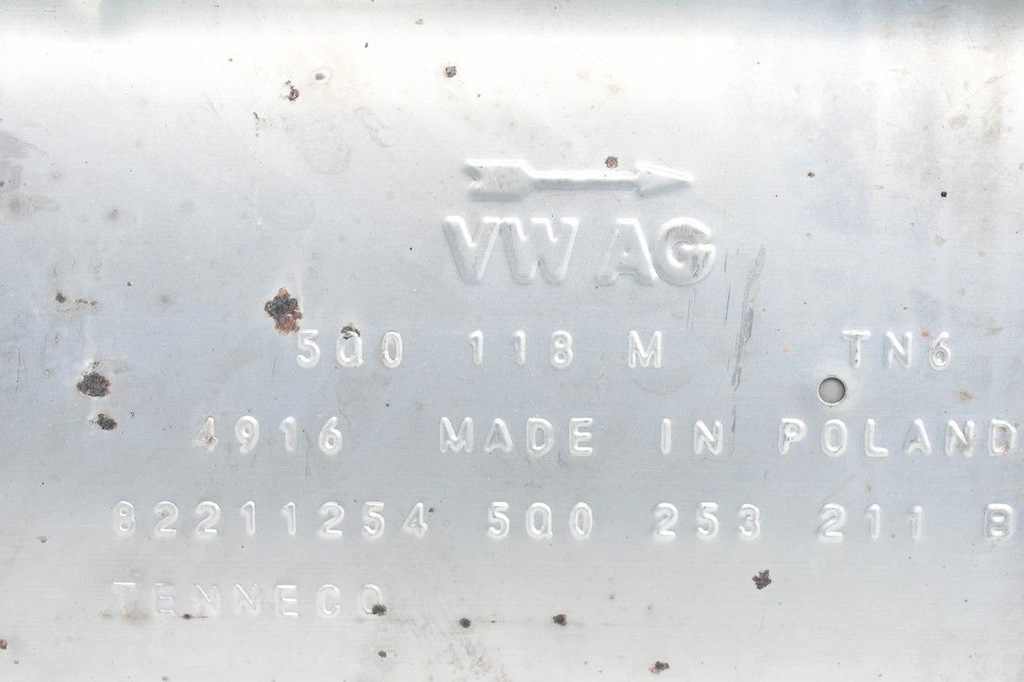 VW AG
5Q0 118 M TN6
4916 MADE IN POLAND
82211254 5Q0 253 211 B
TENNECO